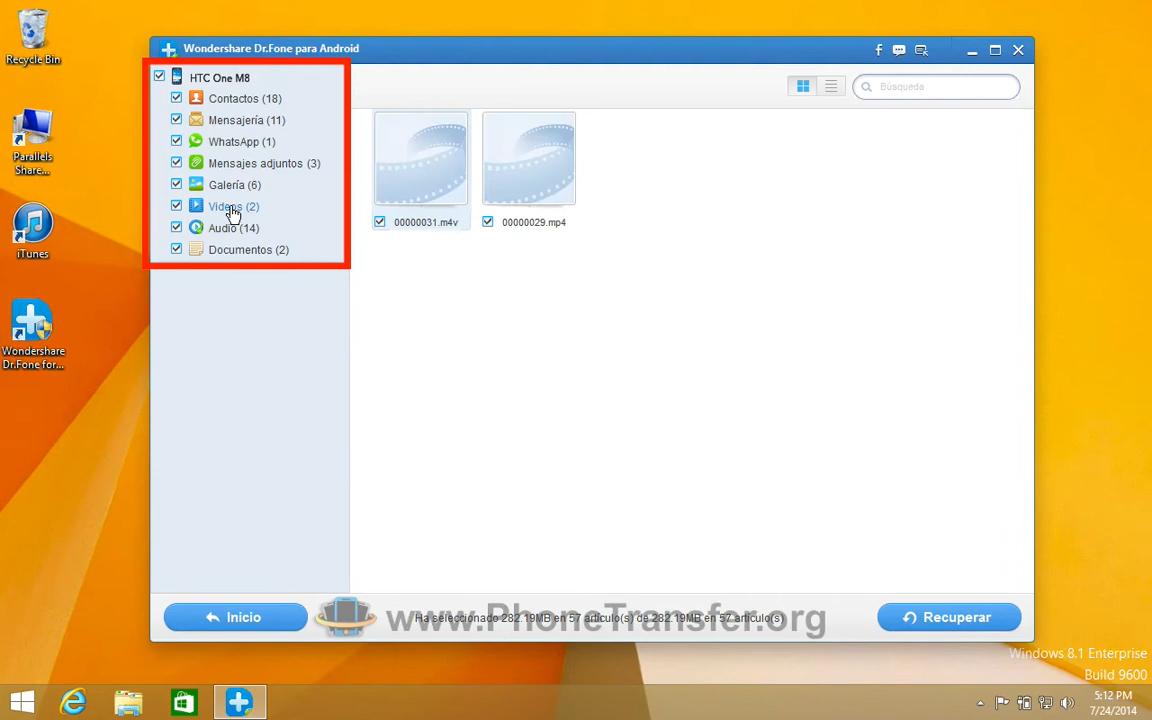 Recycle Bin
Parallels
Share...
iTunes
Wondershare
Dr.Fone for...
Wondershare Dr.Fone para Android
Búsqueda
HTC One M8
Contactos (18)
Mensajería (11)
WhatsApp (1)
Mensajes adjuntos (3)
Galería (6)
Videos (2)
Audio (14)
Documentos (2)
00000031.m4v
00000029.mp4
Inicio
www.PhoneTransfer.org
Ha seleccionado 282.19MB en 57 artículo(s) de 282.19MB en 57 artículo(s)
Recuperar
Windows 8.1 Enterprise
Build 9600
5:12 PM
7/24/2014